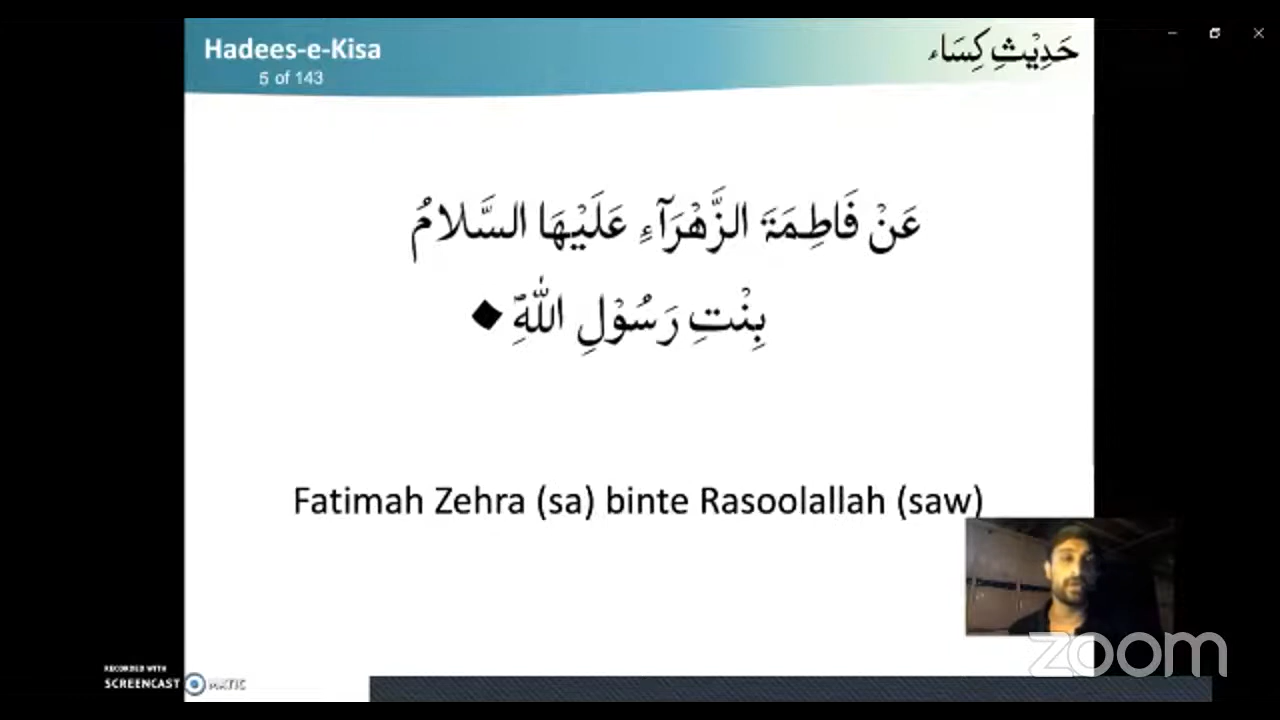 Hadees-e-Kisa
حَدِيْثِ كِسَاء
5 of 143
عَنْ فَاطِمَةَ الزَّهْرَآءِ عَلَيْهَا السَّلامُ
بِنْتِ رَسُوْلِ اللّٰهِؐ ◆
Fatimah Zehra (sa) binte Rasoolallah (saw)
zoom
RECORDED WITH
SCREENCAST MATIC